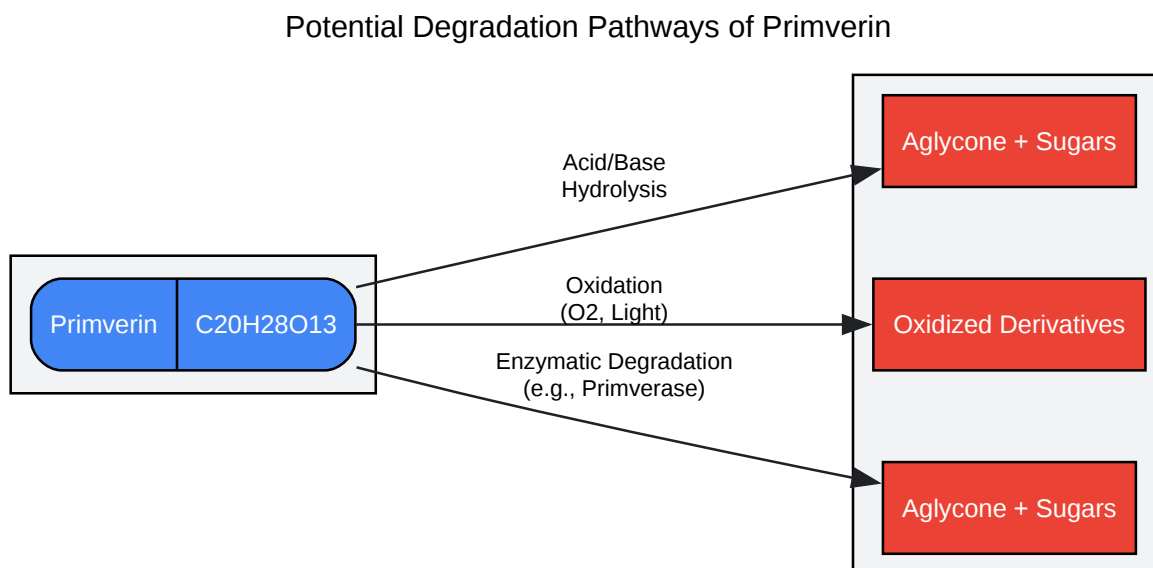 Potential Degradation Pathways of Primverin
Acid/Base
Hydrolysis
Aglycone + Sugars
Primverin
C20H28O13
Oxidation
(O2, Light)
Oxidized Derivatives
Enzymatic Degradation
(e.g., Primverase)
Aglycone + Sugars